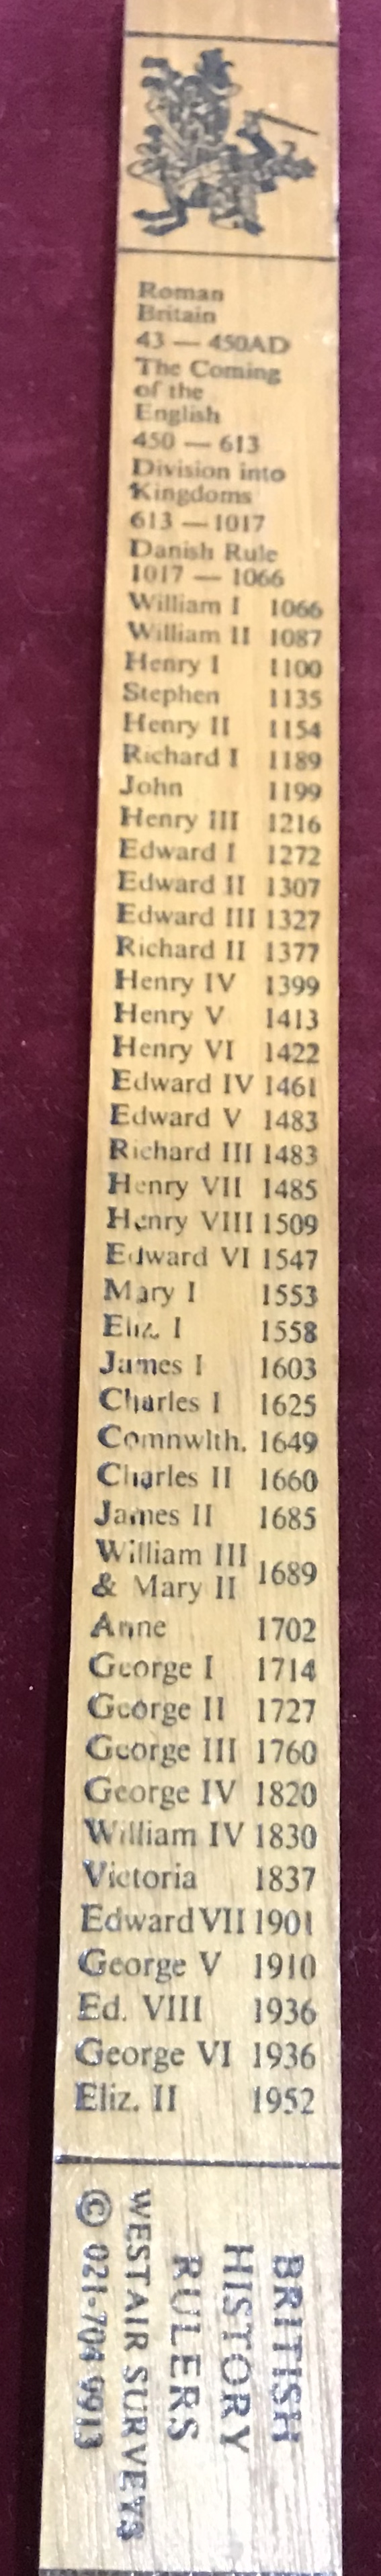 Roman
Britain
43 — 450AD
The Coming
of the
English
450 — 613
Division into
Kingdoms
613 — 1017
Danish Rule
1017 — 1066
William I 1066
William II 1087
Henry I 1100
Stephen 1135
Henry II 1154
Richard I 1189
John 1199
Henry III 1216
Edward I 1272
Edward II 1307
Edward III 1327
Richard II 1377
Henry IV 1399
Henry V 1413
Henry VI 1422
Edward IV 1461
Edward V 1483
Richard III 1483
Henry VII 1485
Henry VIII 1509
Edward VI 1547
Mary I 1553
Eliz. I 1558
James I 1603
Charles I 1625
Comnwlth. 1649
Charles II 1660
James II 1685
William III
& Mary II 1689
Anne 1702
George I 1714
George II 1727
George III 1760
George IV 1820
William IV 1830
Victoria 1837
Edward VII 1901
George V 1910
Ed. VIII 1936
George VI 1936
Eliz. II 1952
BRITISH
HISTORY
RULERS
WESTAIR SURVEYS
© 021-704 9913